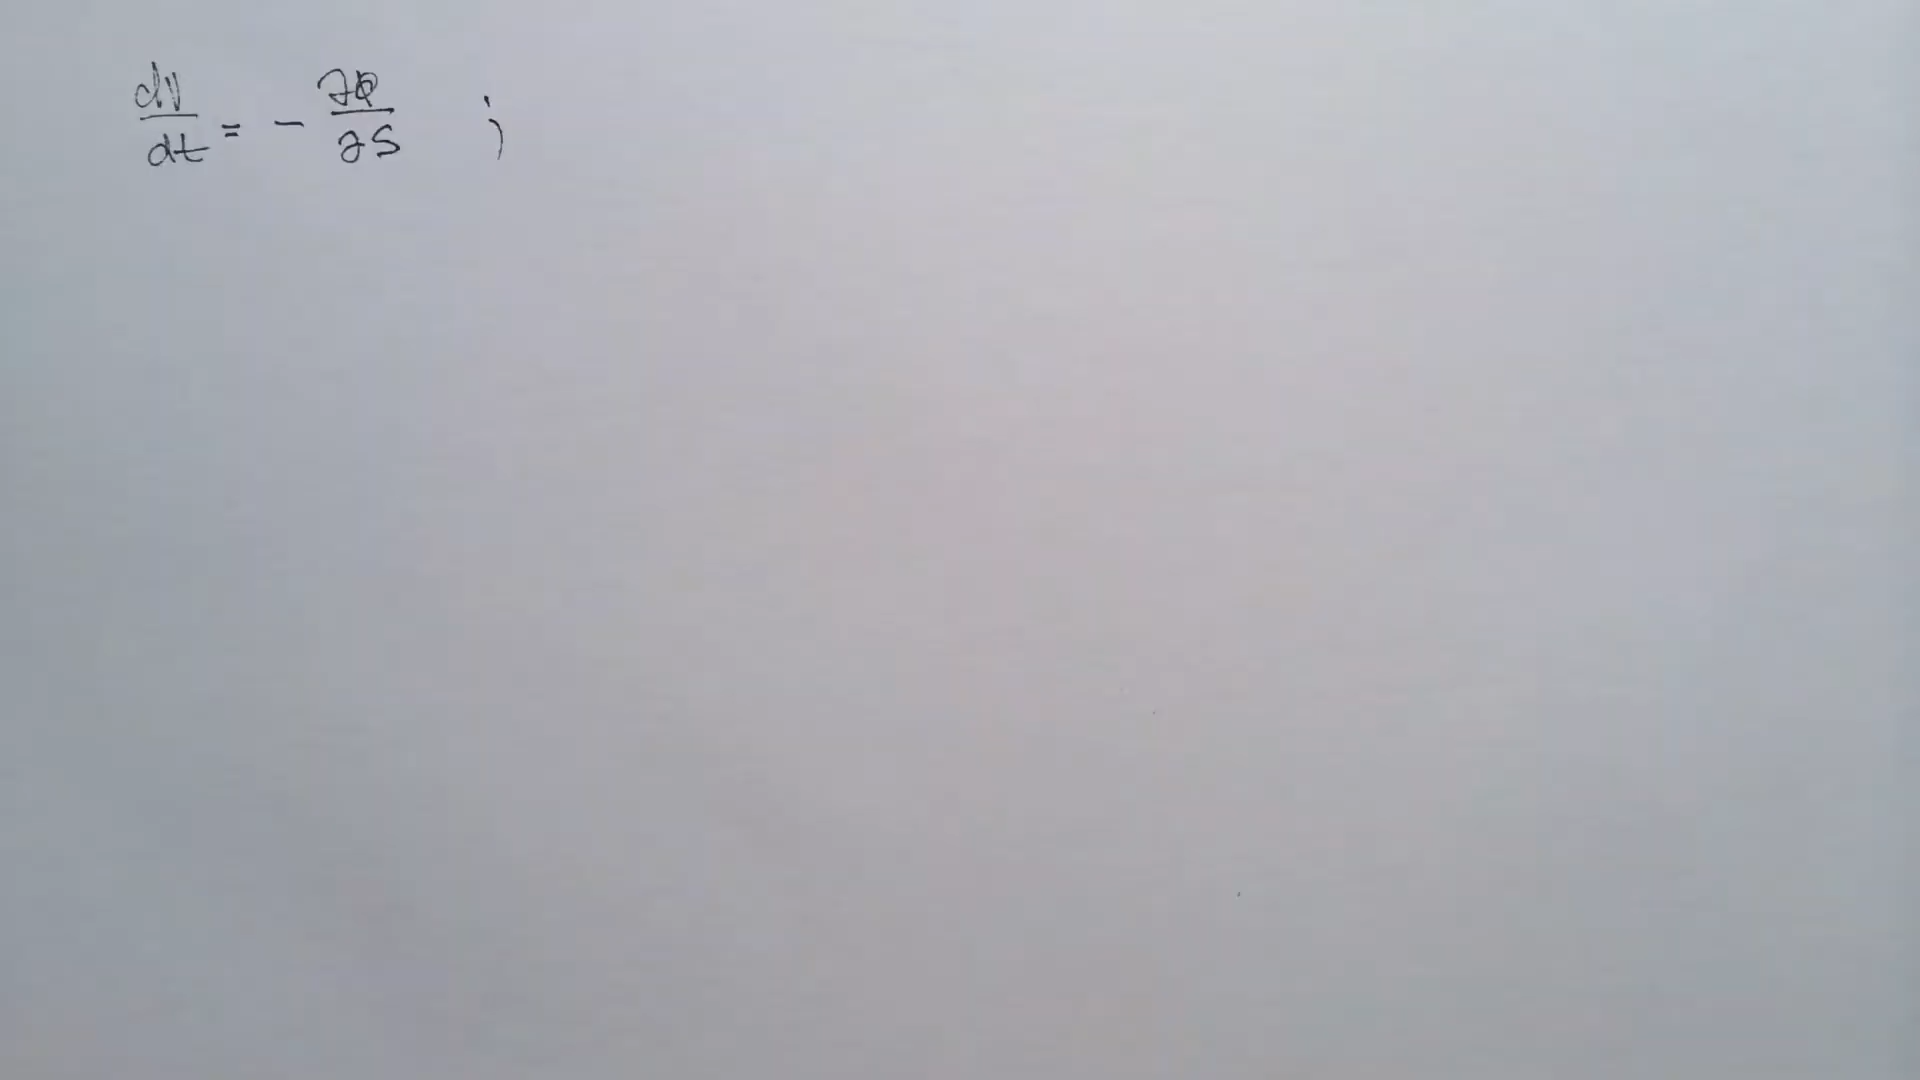 dV/dt = - ∂Φ/∂S ;